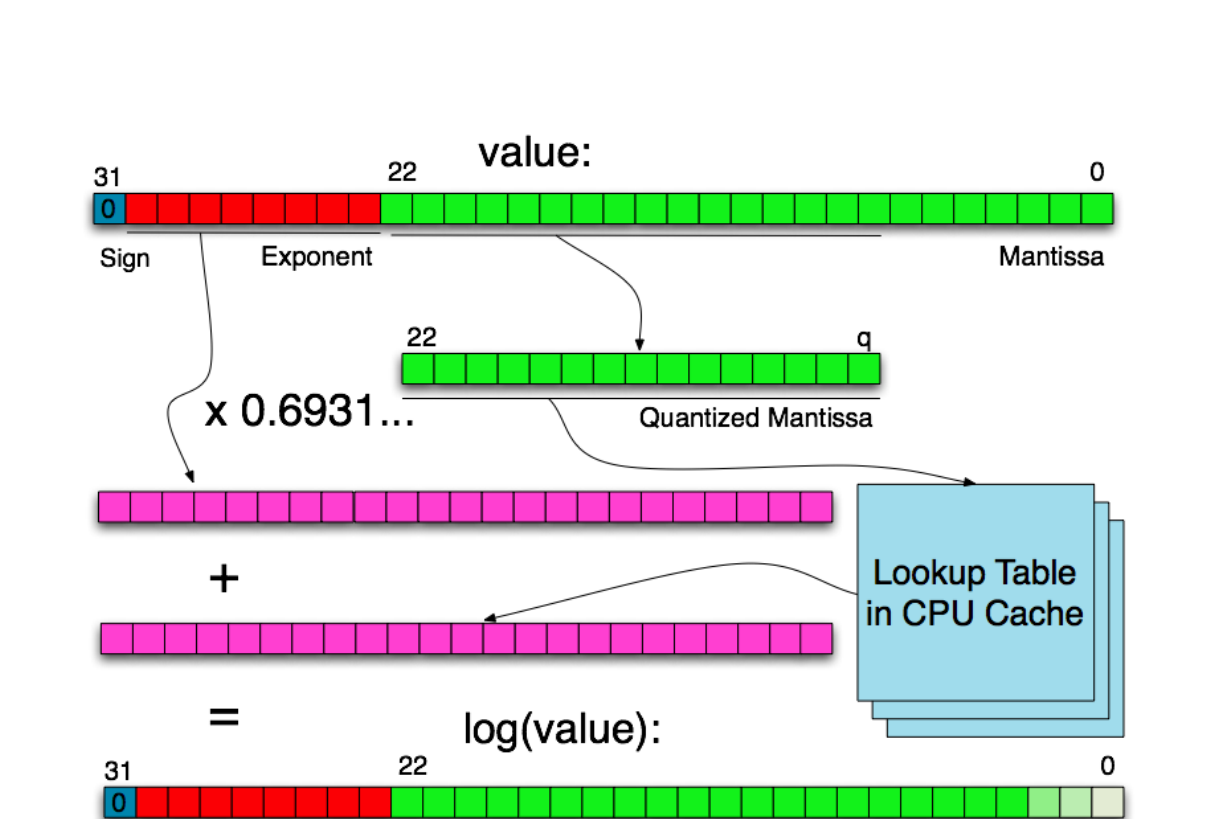 value:
31
22
0
0
Sign
Exponent
Mantissa
22
q
x 0.6931...
Quantized Mantissa
+
Lookup Table
in CPU Cache
=
log(value):
31
22
0
0